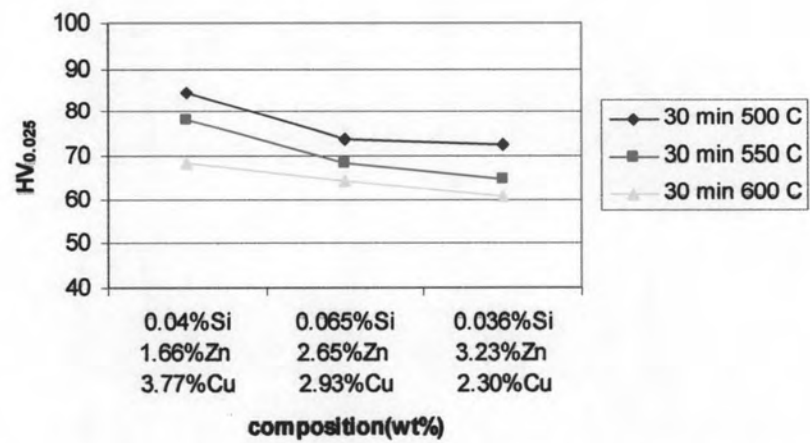 100
90
80
70
60
50
40
HV0.025
0.04%Si 0.065%Si 0.036%Si
1.66%Zn 2.65%Zn 3.23%Zn
3.77%Cu 2.93%Cu 2.30%Cu
composition(wt%)
30 min 500 C
30 min 550 C
30 min 600 C